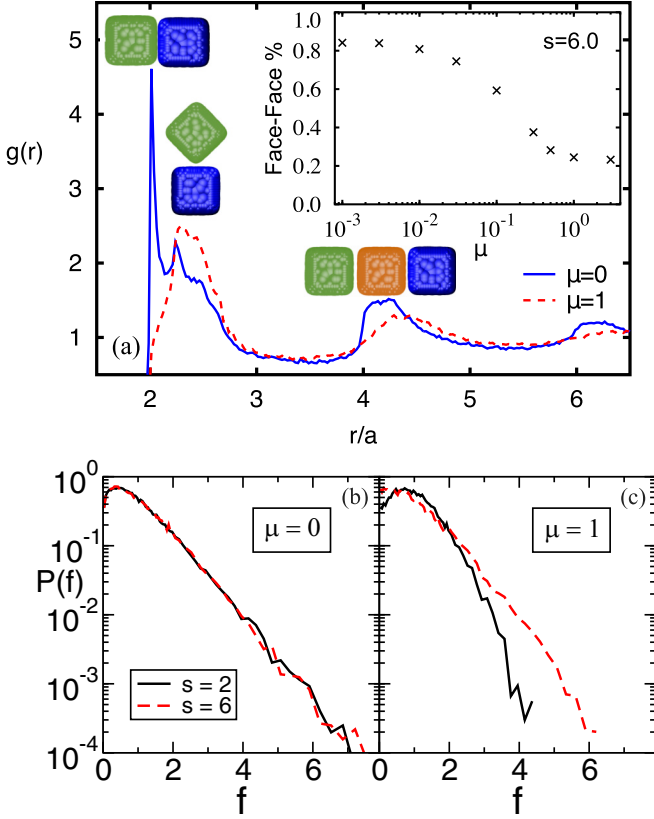 5
4
3
2
1
g(r)
(a)
2
3
4
5
6
r/a
1.0
0.8
0.6
0.4
0.2
0.0
Face-Face %
s=6.0
10^-3
10^-2
10^-1
10^0
μ
μ=0
μ=1
10^0
10^-1
10^-2
10^-3
10^-4
P(f)
(b)
μ = 0
s = 2
s = 6
0
2
4
6
f
(c)
μ = 1
0
2
4
6
f